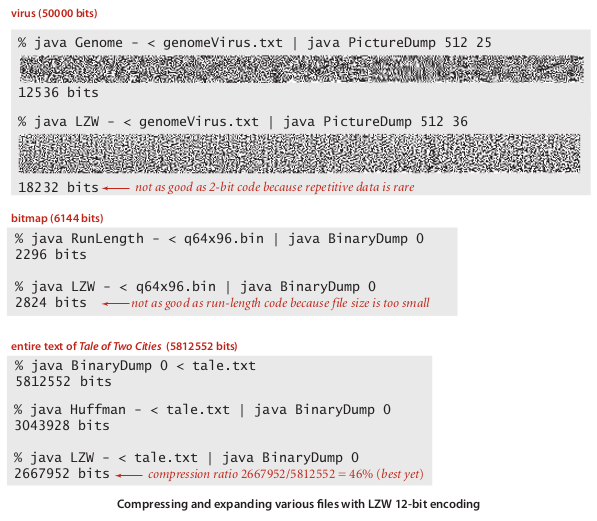 virus (50000 bits)
% java Genome - < genomeVirus.txt | java PictureDump 512 25
12536 bits
% java LZW - < genomeVirus.txt | java PictureDump 512 36
18232 bits not as good as 2-bit code because repetitive data is rare
bitmap (6144 bits)
% java RunLength - < q64x96.bin | java BinaryDump 0
2296 bits
% java LZW - < q64x96.bin | java BinaryDump 0
2824 bits not as good as run-length code because file size is too small
entire text of Tale of Two Cities (5812552 bits)
% java BinaryDump 0 < tale.txt
5812552 bits
% java Huffman - < tale.txt | java BinaryDump 0
3043928 bits
% java LZW - < tale.txt | java BinaryDump 0
2667952 bits compression ratio 2667952/5812552 = 46% (best yet)
Compressing and expanding various files with LZW 12-bit encoding